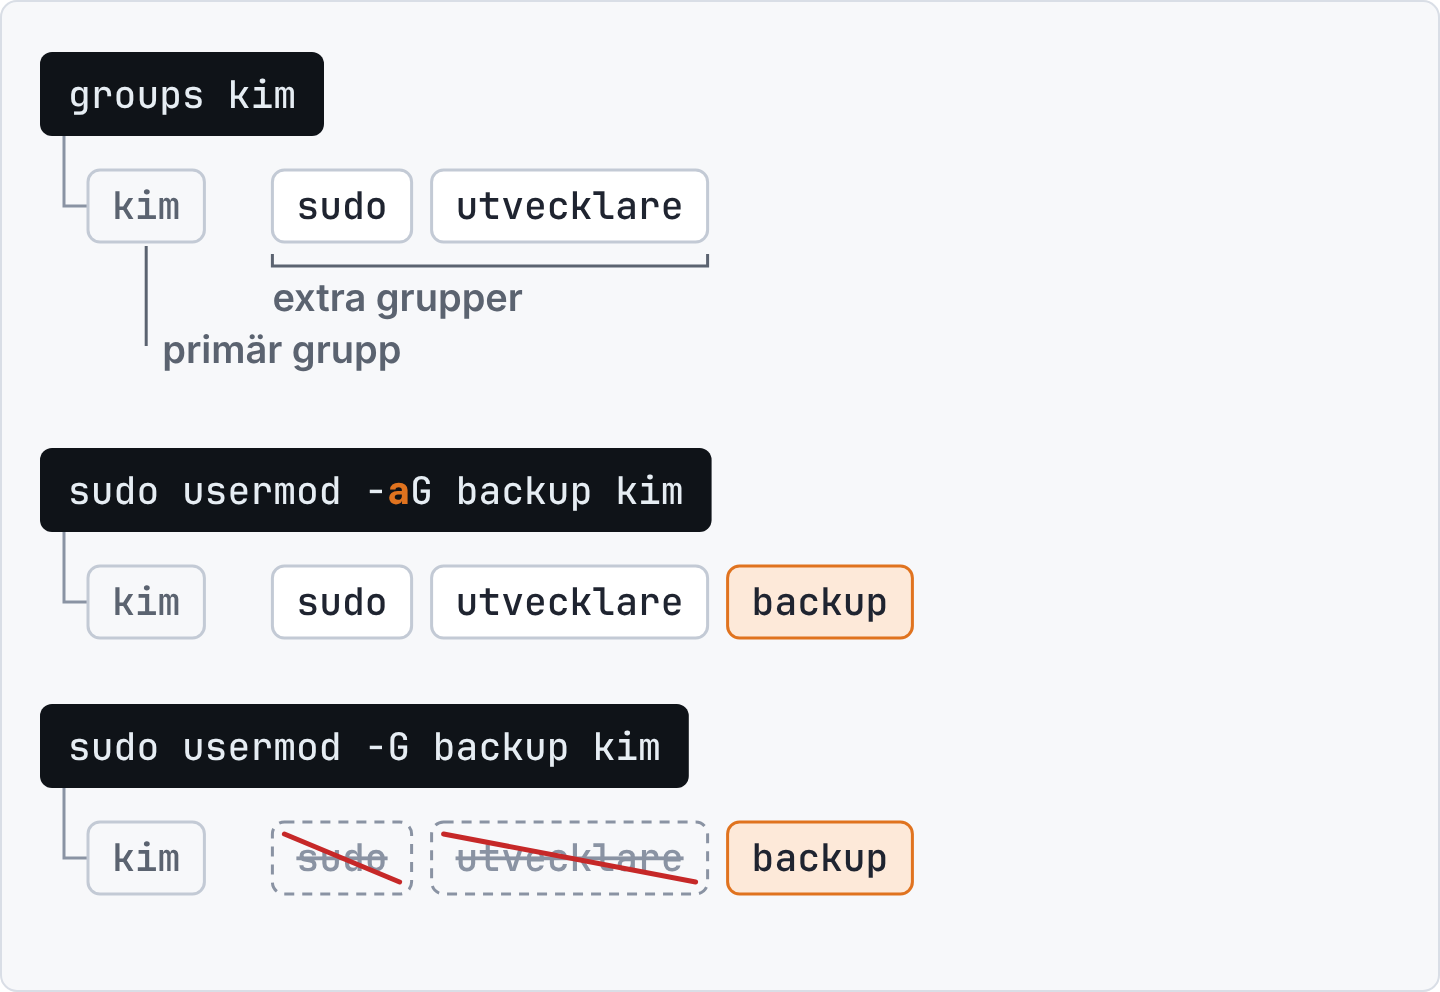 groups kim
kim sudo utvecklare
extra grupper
primär grupp
sudo usermod -aG backup kim
kim sudo utvecklare backup
sudo usermod -G backup kim
kim sudo utvecklare backup